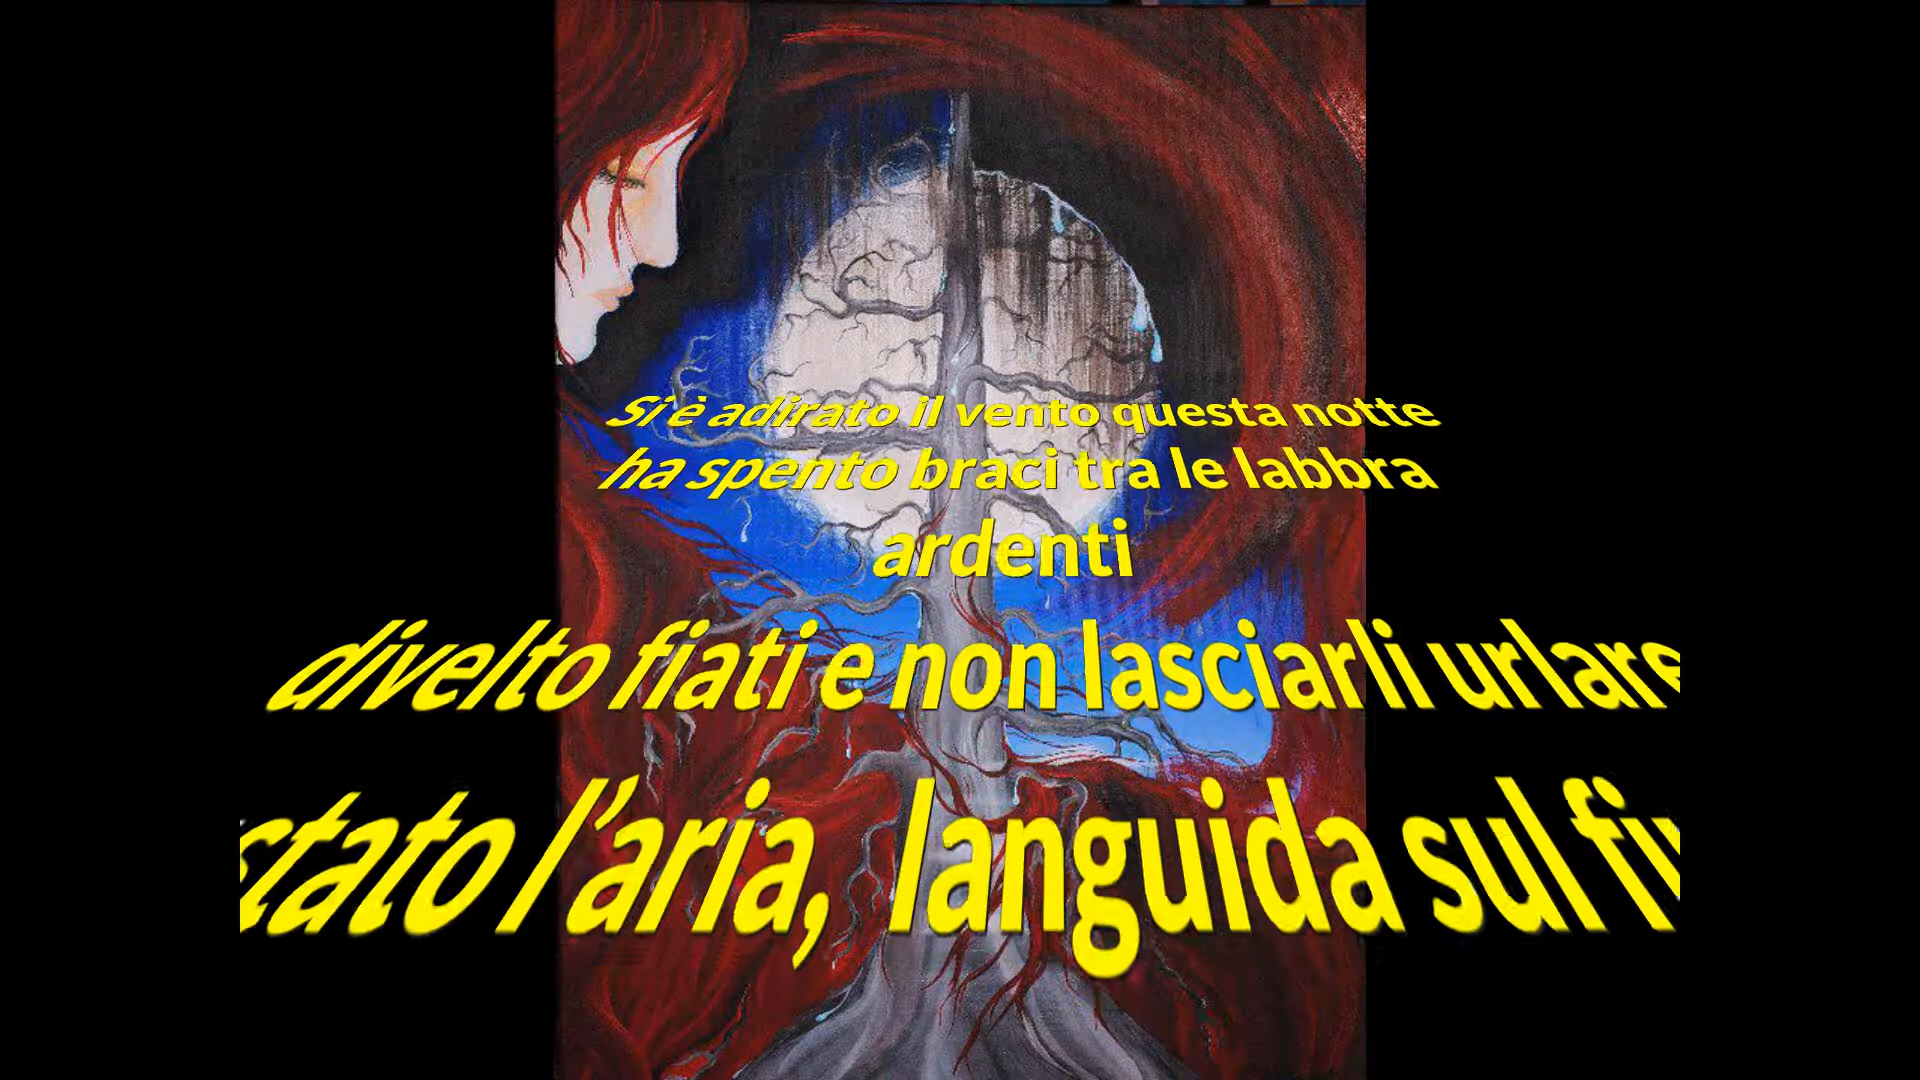 Si è adirato il vento questa notte
ha spento braci tra le labbra
ardenti
divelto fiati e non lasciarli urlare
l’aria, languida sul